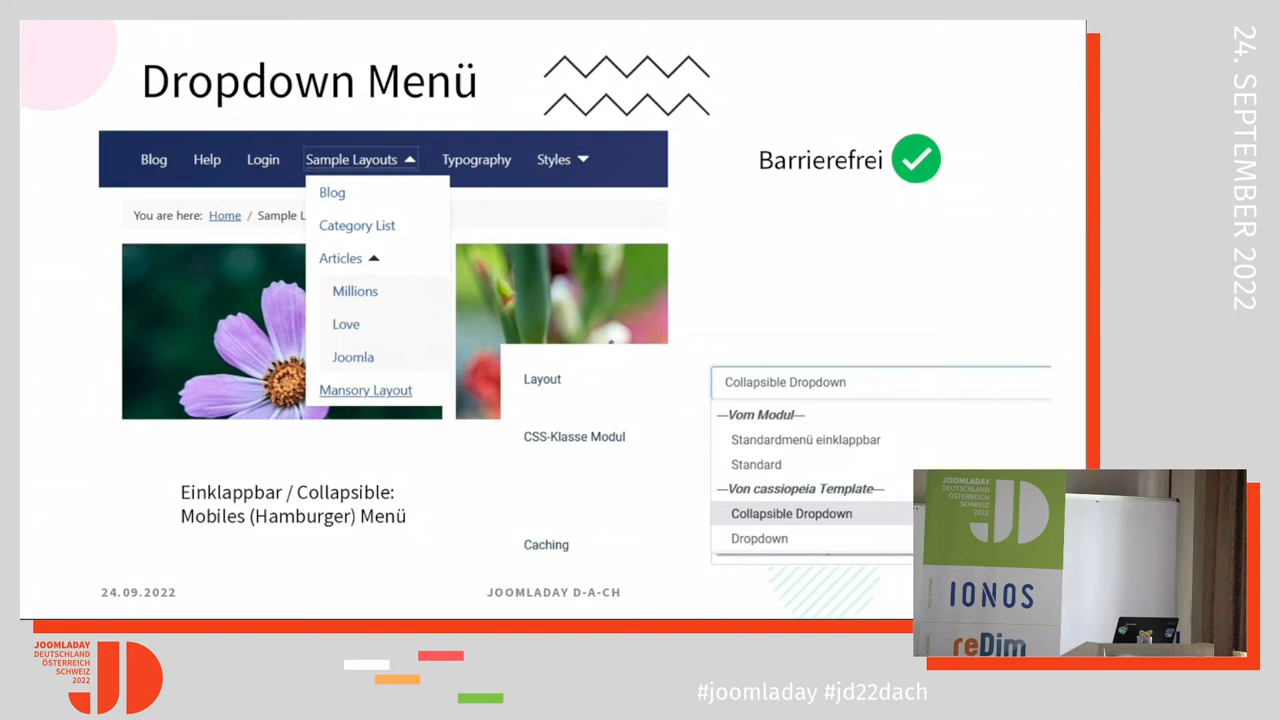 Dropdown Menü
Blog Help Login Sample Layouts Typography Styles
Blog
You are here: Home / Sample L
Category List
Articles
Millions
Love
Joomla
Mansory Layout
Barrierefrei
Layout
CSS-Klasse Modul
Caching
Collapsible Dropdown
—Vom Modul—
Standardmenü einklappbar
Standard
—Von cassiopeia Template—
Collapsible Dropdown
Dropdown
Einklappbar / Collapsible:
Mobiles (Hamburger) Menü
24.09.2022
JOOMLADAY D-A-CH
24. SEPTEMBER 2022
JOOMLADAY
DEUTSCHLAND
ÖSTERREICH
SCHWEIZ
2022
JD
IONOS
reDim
JOOMLADAY
DEUTSCHLAND
ÖSTERREICH
SCHWEIZ
2022
JD
#joomladay #jd22dach